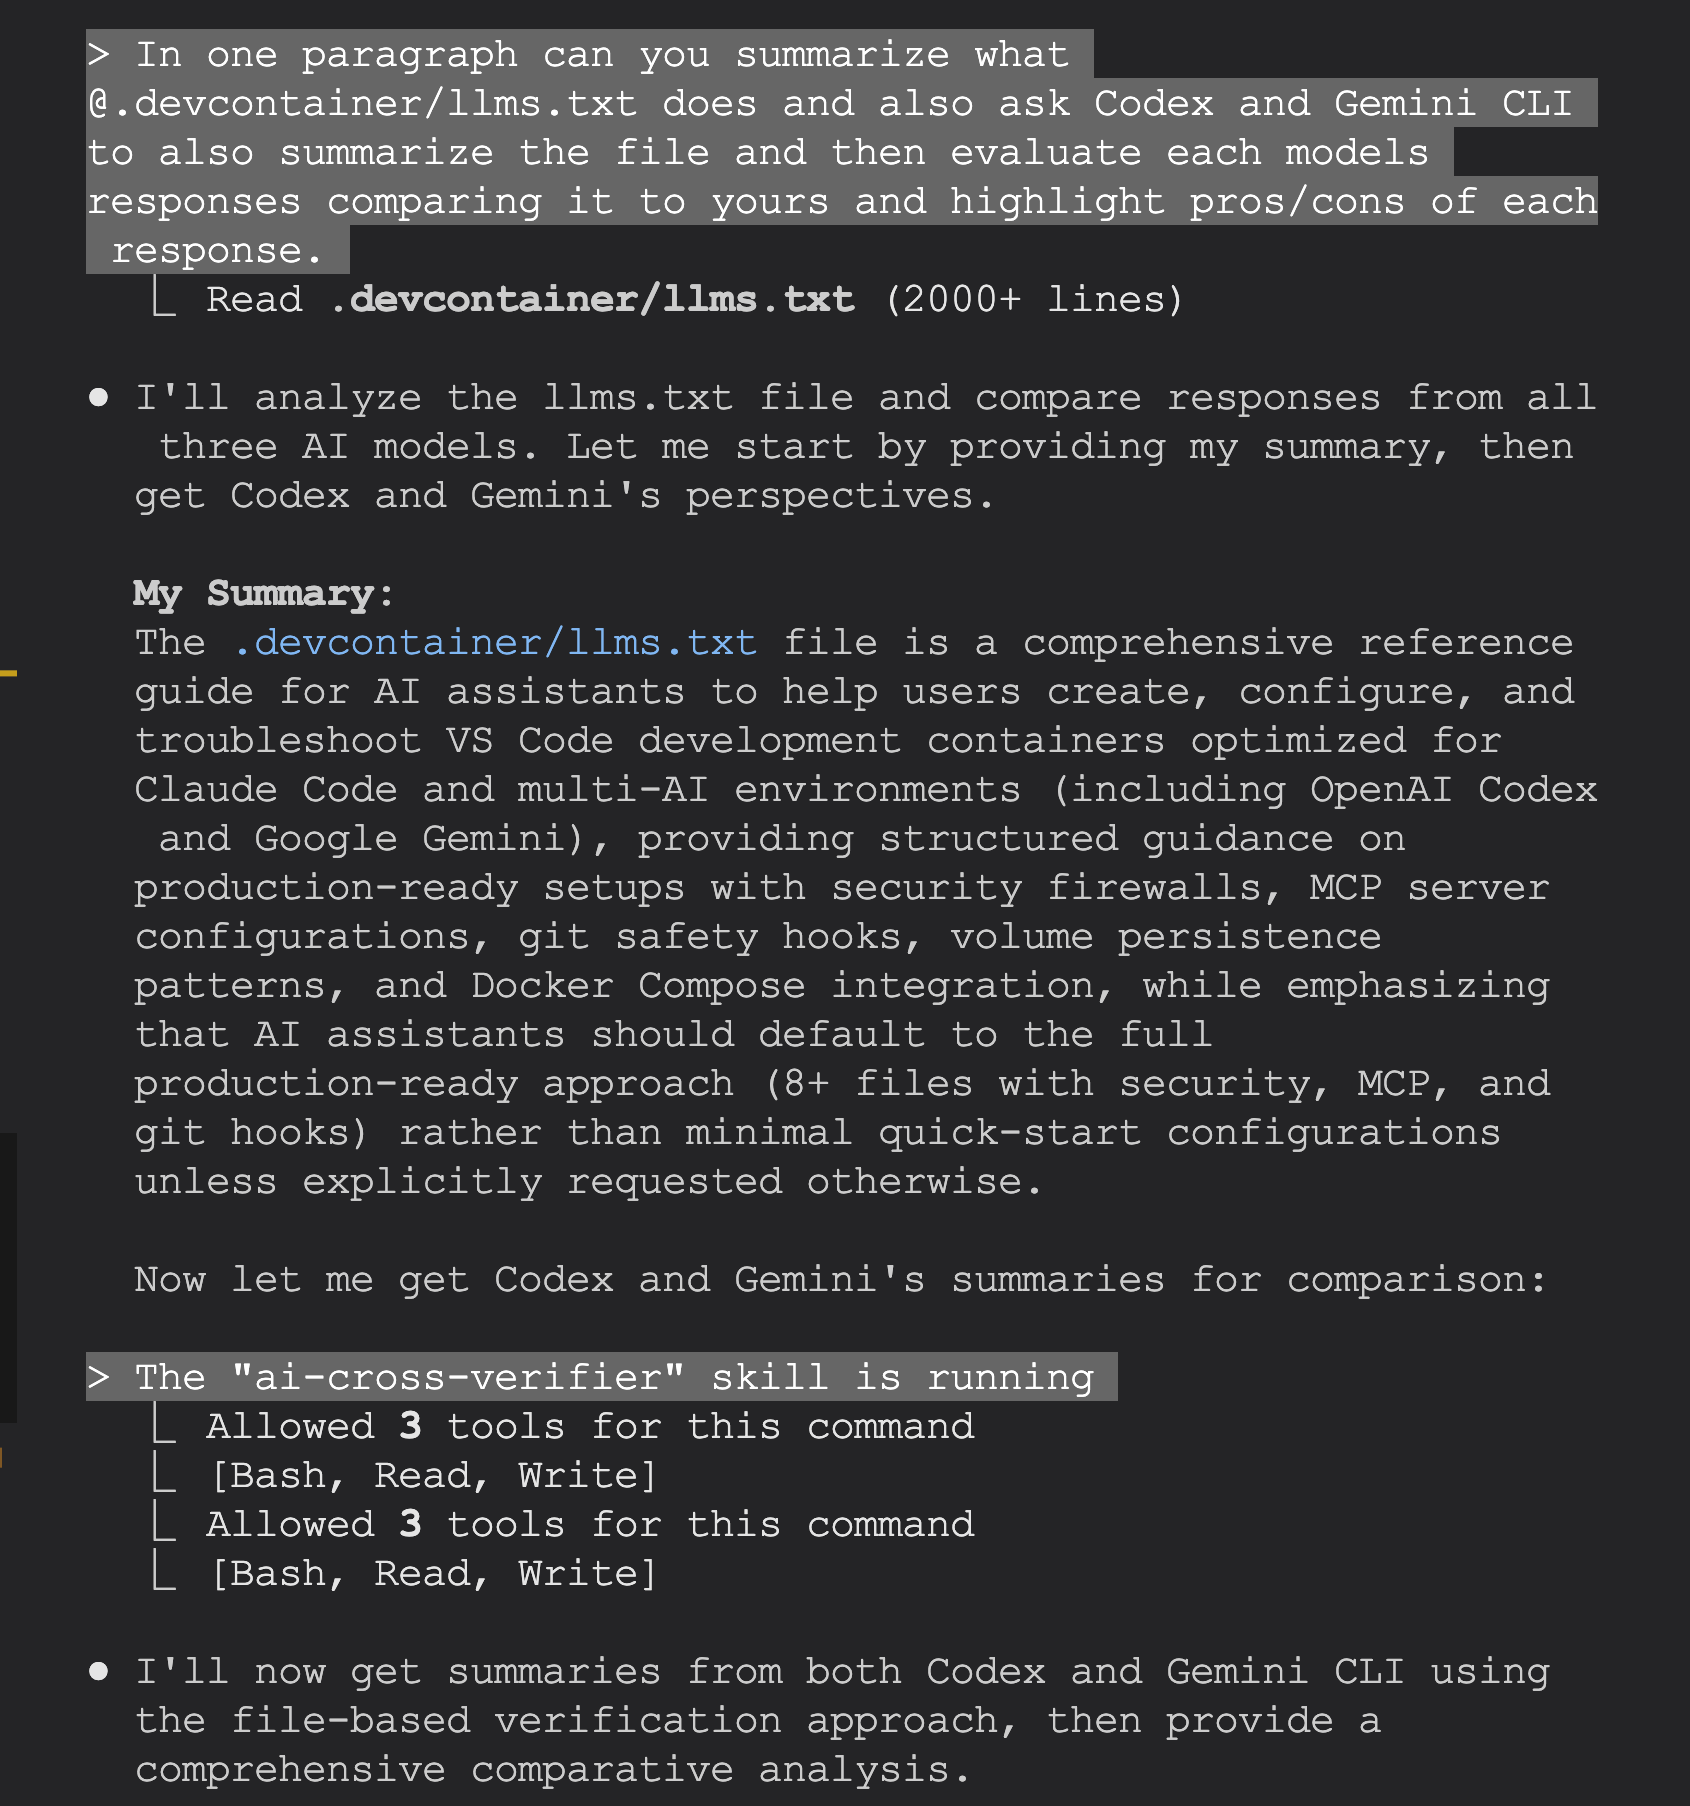 > In one paragraph can you summarize what
@.devcontainer/llms.txt does and also ask Codex and Gemini CLI
to also summarize the file and then evaluate each models
responses comparing it to yours and highlight pros/cons of each
response.
⎿ Read .devcontainer/llms.txt (2000+ lines)
● I'll analyze the llms.txt file and compare responses from all
three AI models. Let me start by providing my summary, then
get Codex and Gemini's perspectives.
My Summary:
The .devcontainer/llms.txt file is a comprehensive reference
guide for AI assistants to help users create, configure, and
troubleshoot VS Code development containers optimized for
Claude Code and multi-AI environments (including OpenAI Codex
and Google Gemini), providing structured guidance on
production-ready setups with security firewalls, MCP server
configurations, git safety hooks, volume persistence
patterns, and Docker Compose integration, while emphasizing
that AI assistants should default to the full
production-ready approach (8+ files with security, MCP, and
git hooks) rather than minimal quick-start configurations
unless explicitly requested otherwise.
Now let me get Codex and Gemini's summaries for comparison:
> The "ai-cross-verifier" skill is running
⎿ Allowed 3 tools for this command
⎿ [Bash, Read, Write]
⎿ Allowed 3 tools for this command
⎿ [Bash, Read, Write]
● I'll now get summaries from both Codex and Gemini CLI using
the file-based verification approach, then provide a
comprehensive comparative analysis.